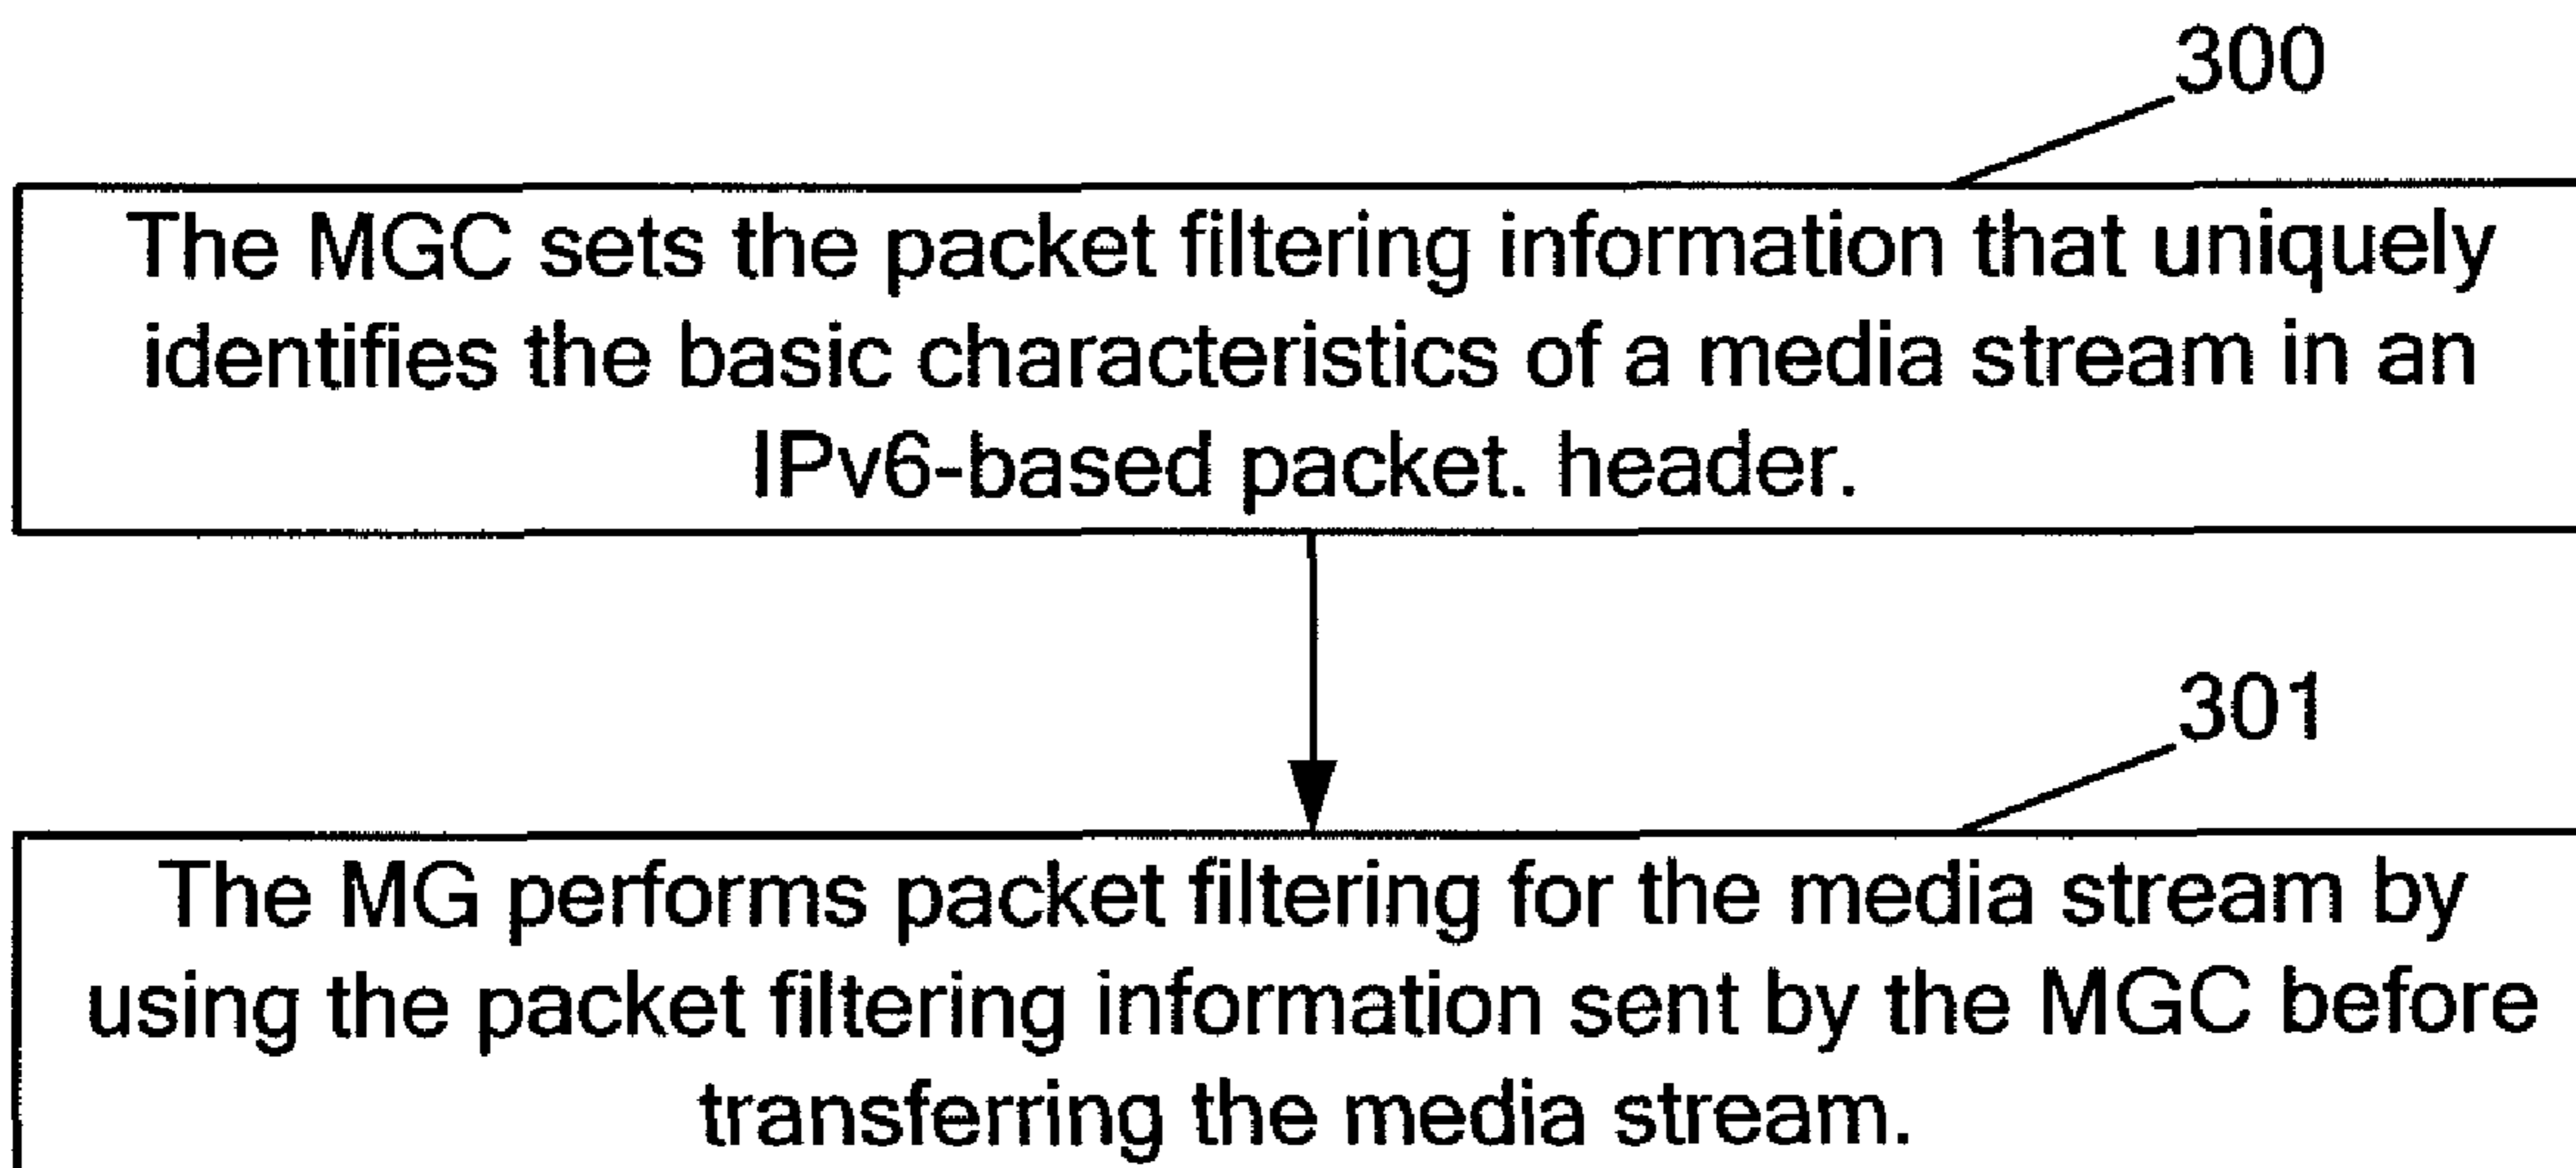 300
The MGC sets the packet filtering information that uniquely
identifies the basic characteristics of a media stream in an
IPv6-based packet. header.
301
The MG performs packet filtering for the media stream by
using the packet filtering information sent by the MGC before
transferring the media stream.